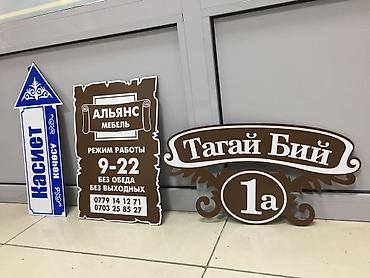 Касиет
көчөсү
АЛЬЯНС
МЕБЕЛЬ
РЕЖИМ РАБОТЫ
9-22
БЕЗ ОБЕДА
БЕЗ ВЫХОДНЫХ
0779 14 12 71
0703 25 85 27
Тагай Бий
1а